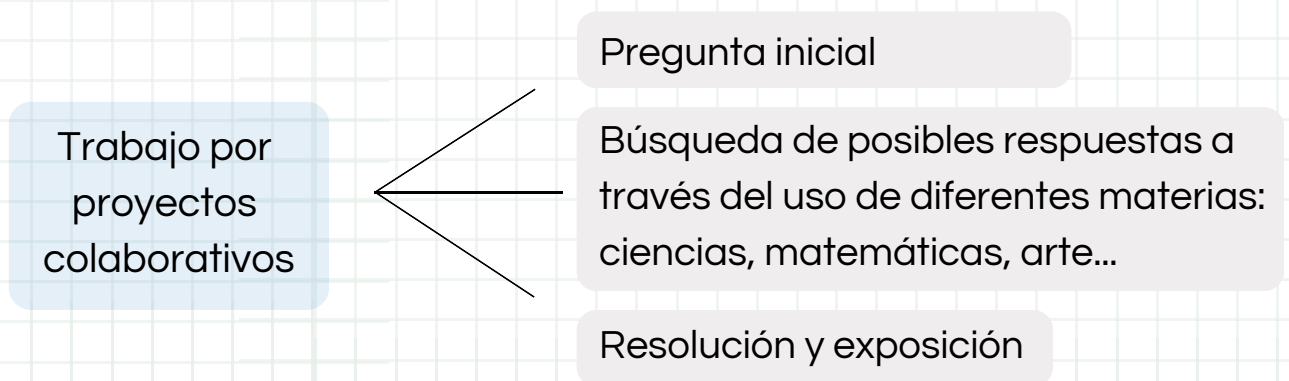 Trabajo por
proyectos
colaborativos
Pregunta inicial
Búsqueda de posibles respuestas a
través del uso de diferentes materias:
ciencias, matemáticas, arte...
Resolución y exposición